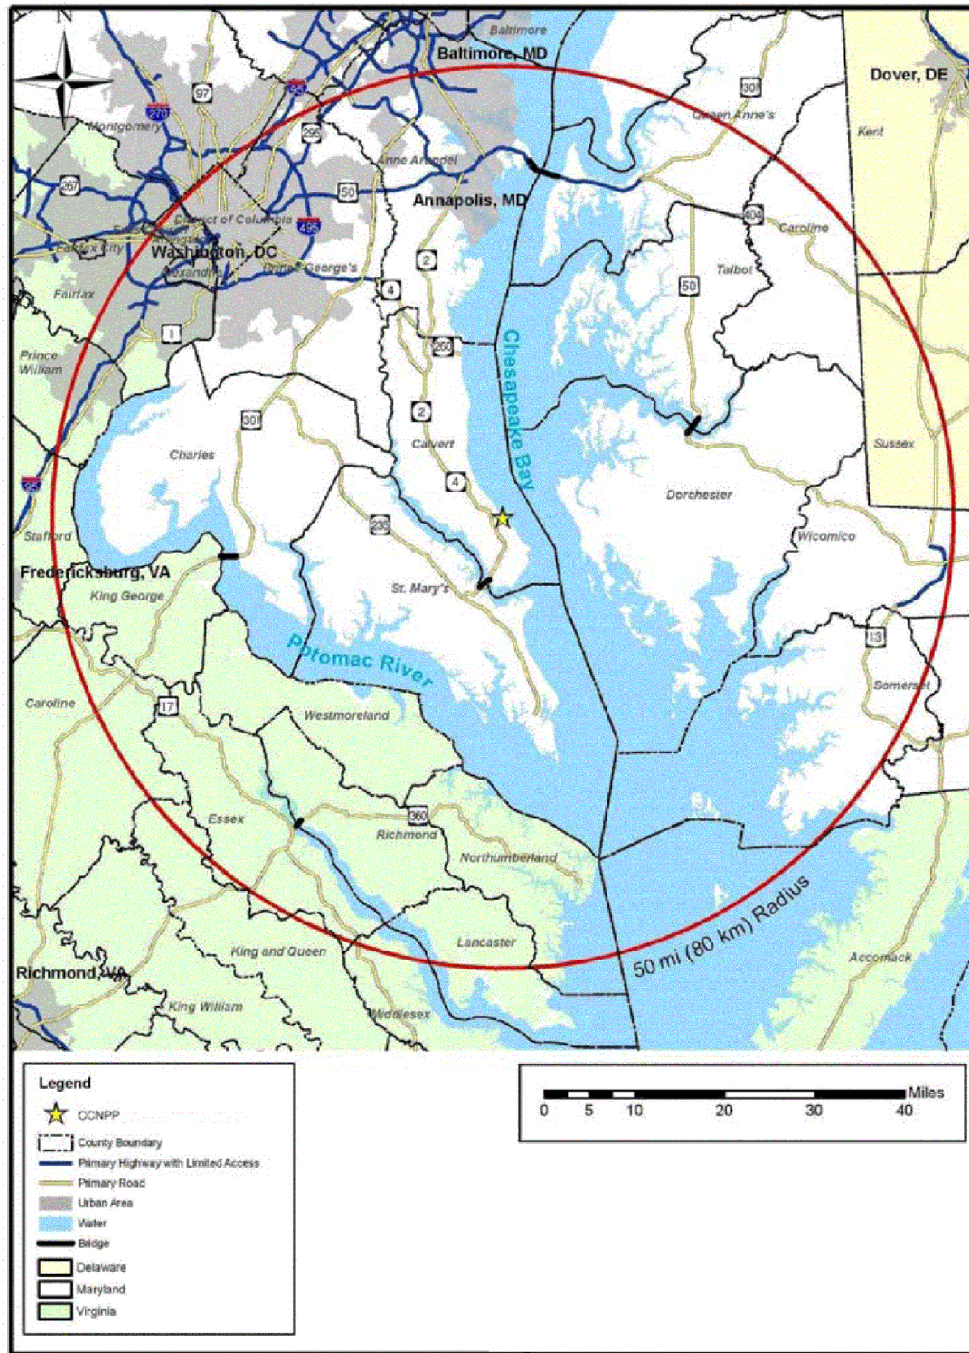 N
Baltimore
Baltimore, MD
Dover, DE
97
95
270
301
Queen Anne's
Montgomery
295
Kent
Anne Arundel
267
50
Annapolis, MD
404
District of Columbia
495
Caroline
Fairfax City
Washington, DC
Alexandria
Prince George's
2
Talbot
Fairfax
4
50
1
Chesapeake Bay
260
Prince
William
2
301
Calvert
Sussex
Charles
4
95
Dorchester
235
Stafford
Wicomico
Fredericksburg, VA
King George
St. Mary's
13
Potomac River
Somerset
Caroline
17
Westmoreland
Essex
360
Richmond
Northumberland
50 mi (80 km) Radius
Lancaster
King and Queen
Accomack
Richmond, VA
King William
Middlesex
Legend
CCNPP
County Boundary
Primary Highway with Limited Access
Primary Road
Urban Area
Water
Bridge
Delaware
Maryland
Virginia
Miles
0 5 10 20 30 40